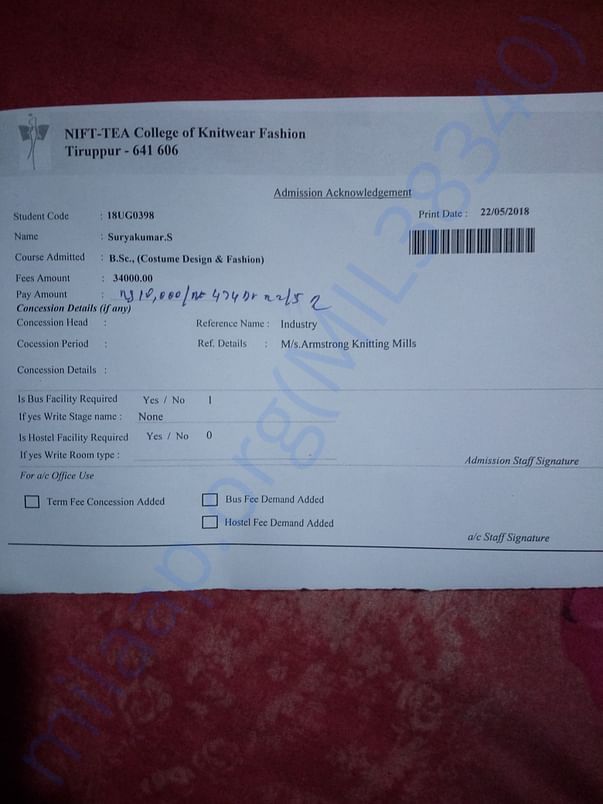 NIFT-TEA College of Knitwear Fashion
Tiruppur - 641 606
Admission Acknowledgement
Student Code : 18UG0398
Print Date : 22/05/2018
Name : Suryakumar.S
Course Admitted : B.Sc., (Costume Design & Fashion)
Fees Amount : 34000.00
Pay Amount : 10,000/
Concession Details (if any)
Concession Head : Reference Name : Industry
Cocession Period : Ref. Details : M/s.Armstrong Knitting Mills
Concession Details :
Is Bus Facility Required Yes / No 1
If yes Write Stage name : None
Is Hostel Facility Required Yes / No 0
If yes Write Room type :
Admission Staff Signature
For a/c Office Use
Term Fee Concession Added Bus Fee Demand Added
Hostel Fee Demand Added
a/c Staff Signature
milaap.org(MIL38340)